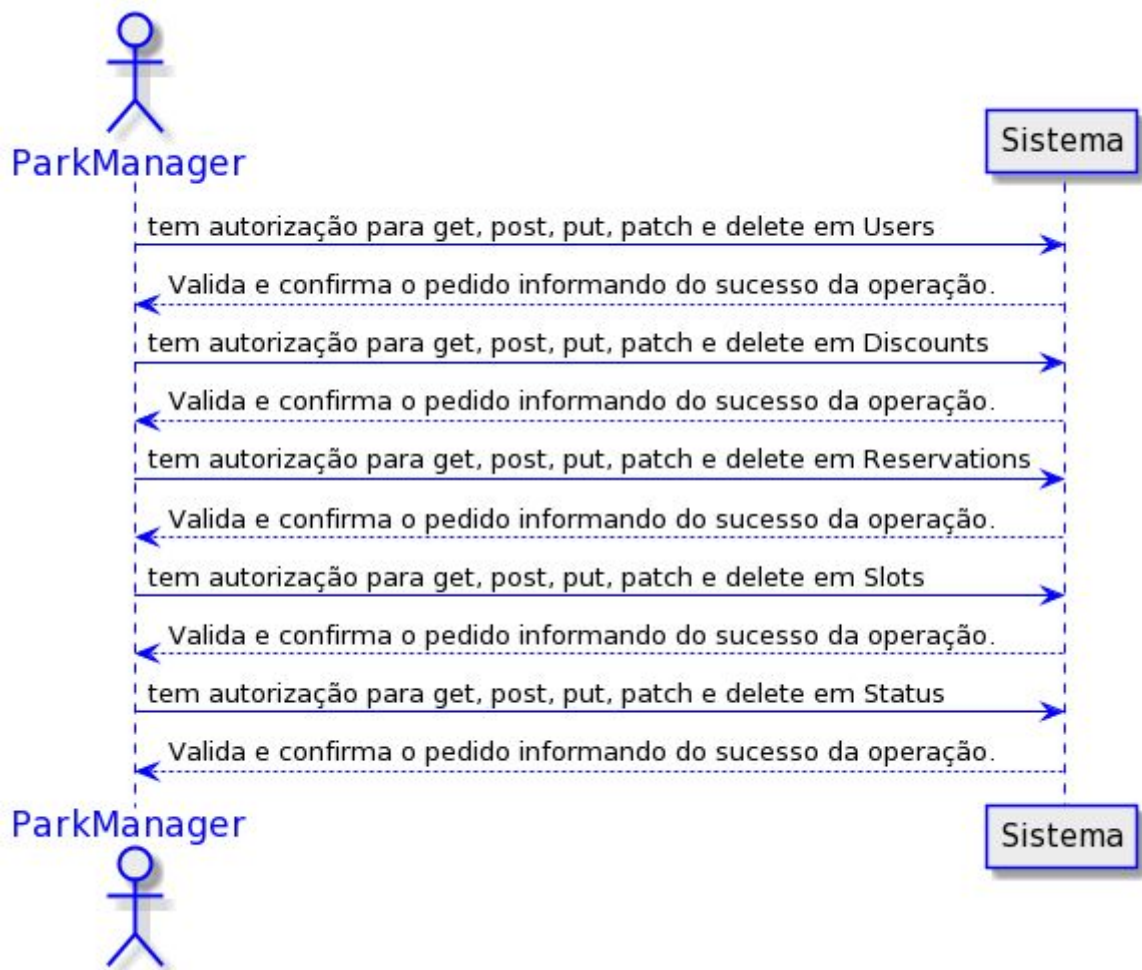 ParkManager
Sistema
tem autorização para get, post, put, patch e delete em Users
Valida e confirma o pedido informando do sucesso da operação.
tem autorização para get, post, put, patch e delete em Discounts
Valida e confirma o pedido informando do sucesso da operação.
tem autorização para get, post, put, patch e delete em Reservations
Valida e confirma o pedido informando do sucesso da operação.
tem autorização para get, post, put, patch e delete em Slots
Valida e confirma o pedido informando do sucesso da operação.
tem autorização para get, post, put, patch e delete em Status
Valida e confirma o pedido informando do sucesso da operação.
ParkManager
Sistema